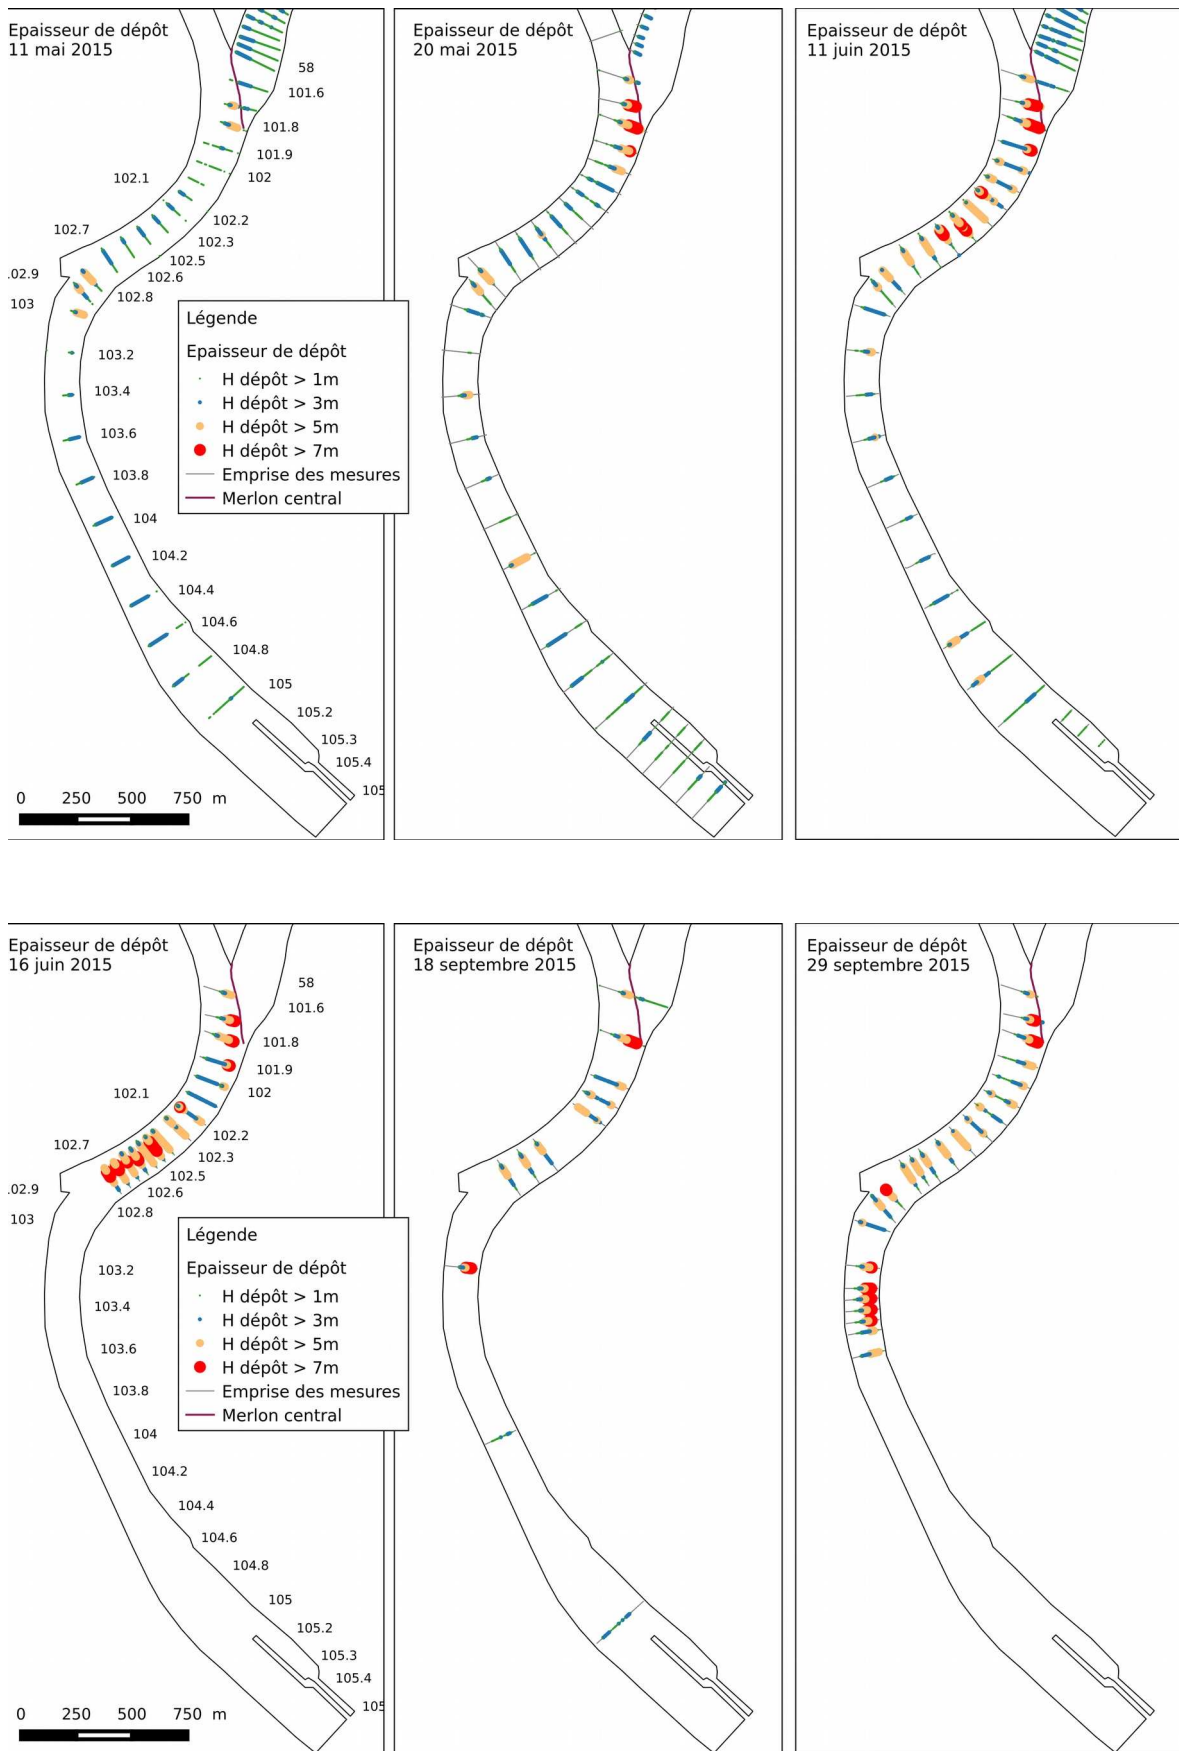 Epaisseur de dépôt
11 mai 2015
58
101.6
101.8
101.9
102
102.1
102.2
102.3
102.5
102.6
102.7
102.8
.02.9
103
103.2
103.4
103.6
103.8
104
104.2
104.4
104.6
104.8
105
105.2
105.3
105.4
105
Légende
Epaisseur de dépôt
H dépôt > 1m
H dépôt > 3m
H dépôt > 5m
H dépôt > 7m
Emprise des mesures
Merlon central
0 250 500 750 m
Epaisseur de dépôt
20 mai 2015
Epaisseur de dépôt
11 juin 2015
Epaisseur de dépôt
16 juin 2015
58
101.6
101.8
101.9
102
102.1
102.2
102.3
102.5
102.6
102.7
102.8
.02.9
103
103.2
103.4
103.6
103.8
104
104.2
104.4
104.6
104.8
105
105.2
105.3
105.4
105
Légende
Epaisseur de dépôt
H dépôt > 1m
H dépôt > 3m
H dépôt > 5m
H dépôt > 7m
Emprise des mesures
Merlon central
0 250 500 750 m
Epaisseur de dépôt
18 septembre 2015
Epaisseur de dépôt
29 septembre 2015